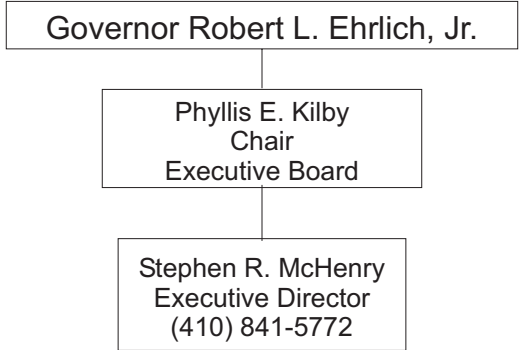 Governor Robert L. Ehrlich, Jr.
Phyllis E. Kilby
Chair
Executive Board
Stephen R. McHenry
Executive Director
(410) 841-5772